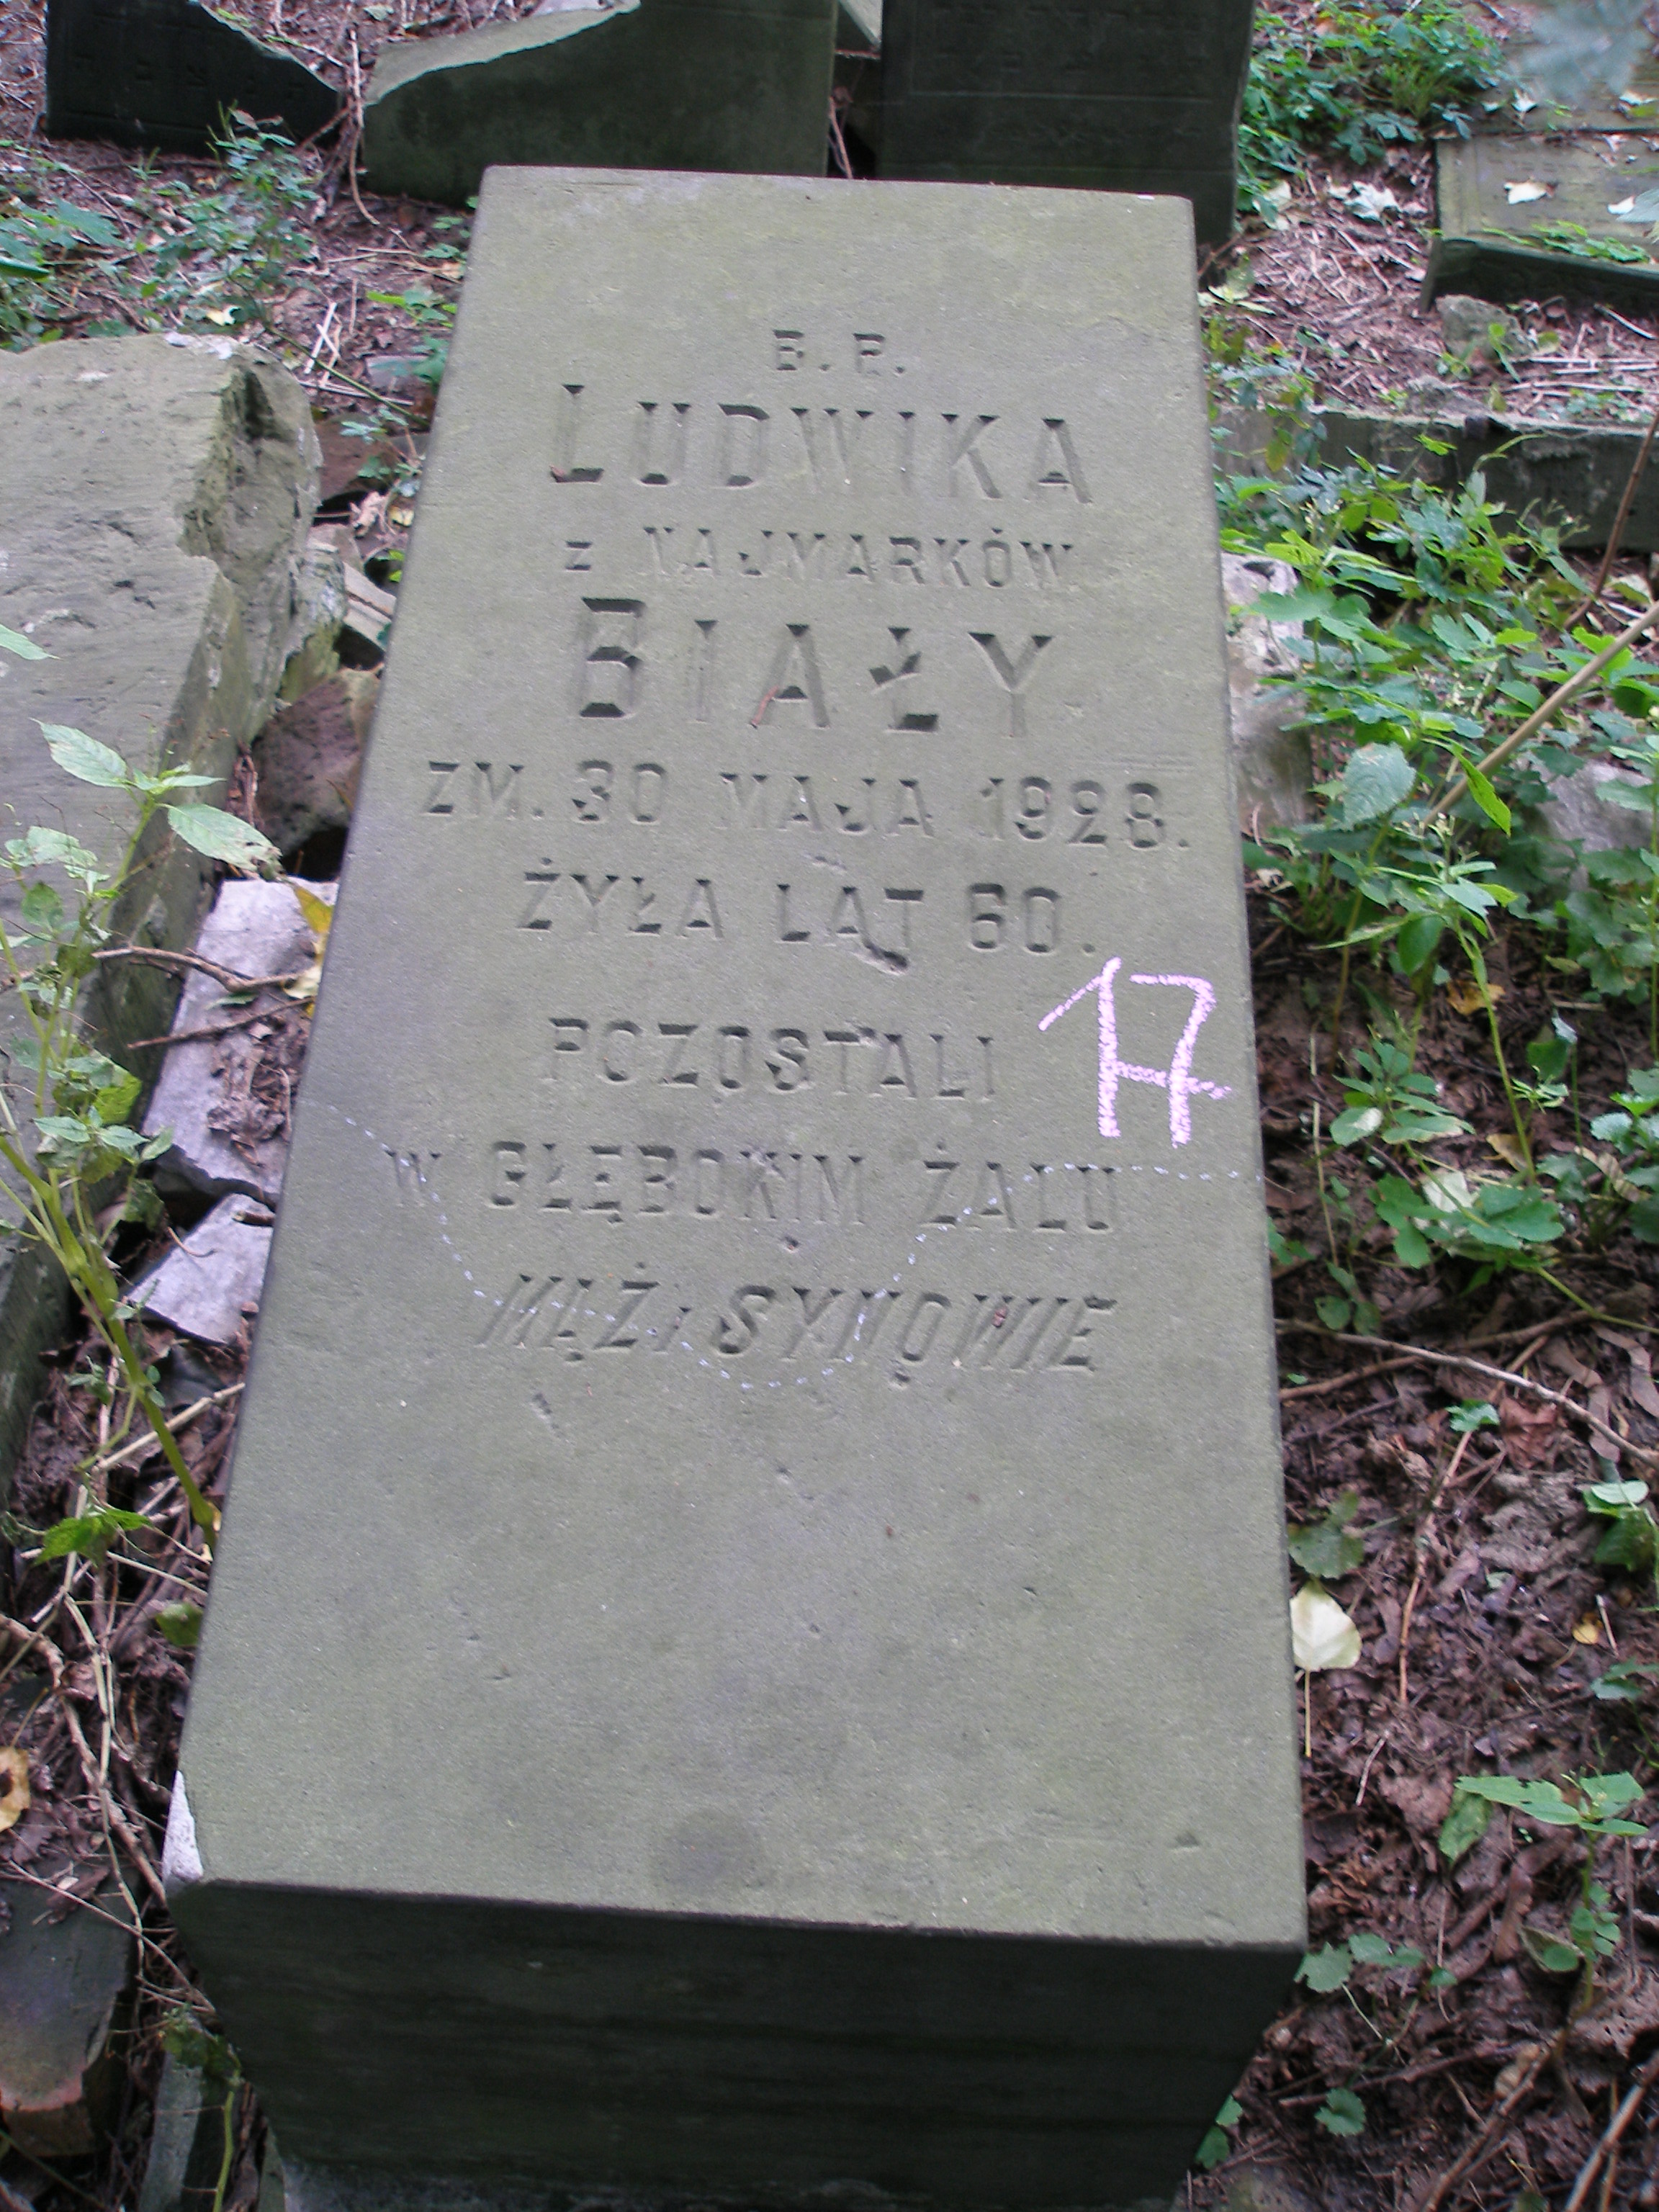 B. P.
LUDWIKA
z NAJMARKÓW
BIAŁY
ZM. 30 MAJA 1928.
ŻYŁA LAT 60.
17
POZOSTALI
W GŁĘBOKIM ŻALU
MĄŻ i SYNOWIE